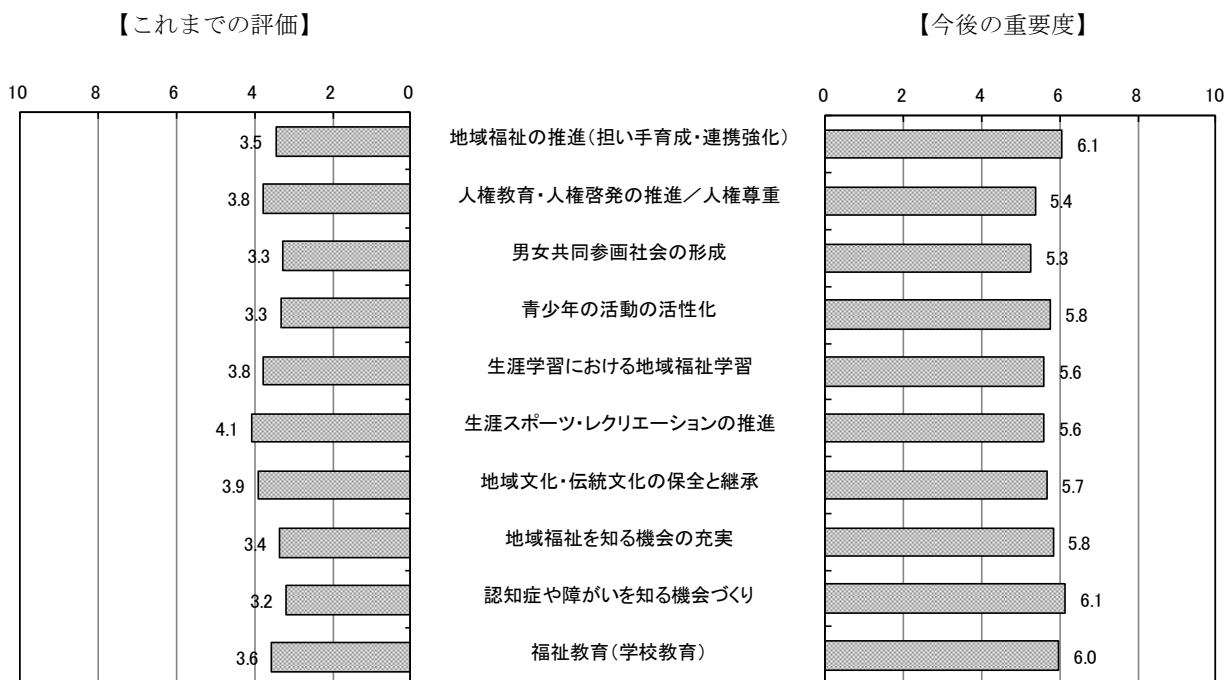 【これまでの評価】 【今後の重要度】
10 8 6 4 2 0 0 2 4 6 8 10
3.5 地域福祉の推進（担い手育成・連携強化） 6.1
3.8 人権教育・人権啓発の推進／人権尊重 5.4
3.3 男女共同参画社会の形成 5.3
3.3 青少年の活動の活性化 5.8
3.8 生涯学習における地域福祉学習 5.6
4.1 生涯スポーツ・レクリエーションの推進 5.6
3.9 地域文化・伝統文化の保全と継承 5.7
3.4 地域福祉を知る機会の充実 5.8
3.2 認知症や障がいを知る機会づくり 6.1
3.6 福祉教育（学校教育） 6.0